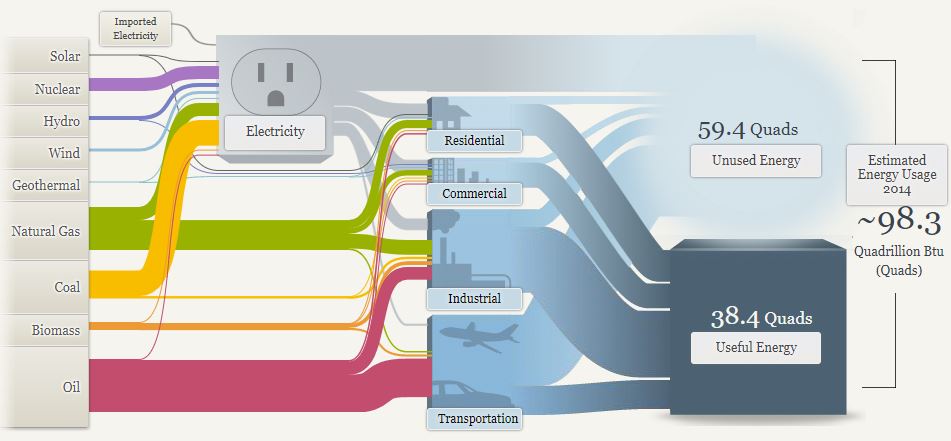 Imported
Electricity
Solar
Nuclear
Hydro
Wind
Geothermal
Natural Gas
Coal
Biomass
Oil
Electricity
Residential
Commercial
Industrial
Transportation
59.4 Quads
Unused Energy
38.4 Quads
Useful Energy
Estimated
Energy Usage
2014
~98.3
Quadrillion Btu
(Quads)